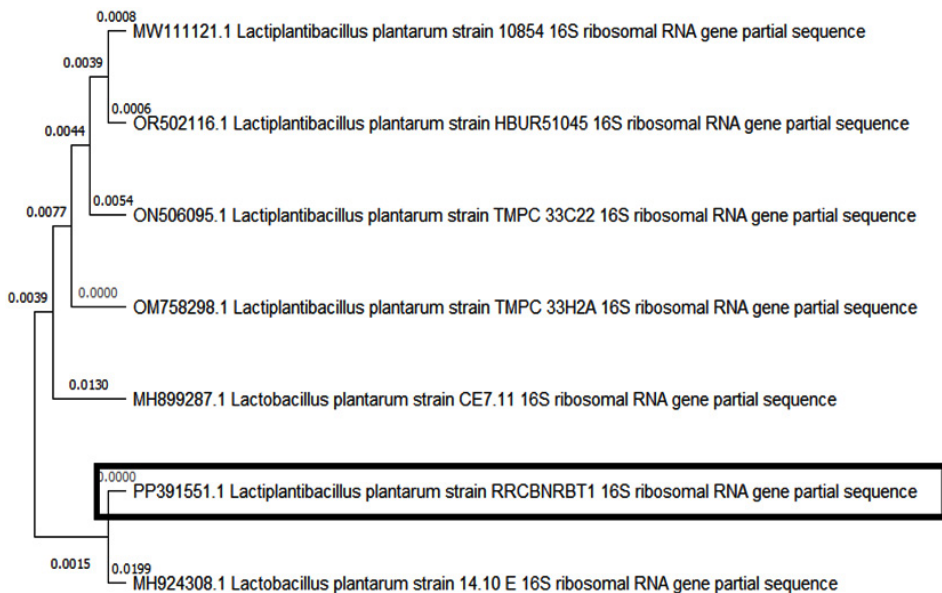 0.0008
MW111121.1 Lactiplantibacillus plantarum strain 10854 16S ribosomal RNA gene partial sequence
0.0039
0.0006
OR502116.1 Lactiplantibacillus plantarum strain HBUR51045 16S ribosomal RNA gene partial sequence
0.0044
0.0054
ON506095.1 Lactiplantibacillus plantarum strain TMPC 33C22 16S ribosomal RNA gene partial sequence
0.0077
0.0000
OM758298.1 Lactiplantibacillus plantarum strain TMPC 33H2A 16S ribosomal RNA gene partial sequence
0.0039
0.0130
MH899287.1 Lactobacillus plantarum strain CE7.11 16S ribosomal RNA gene partial sequence
0.0000
PP391551.1 Lactiplantibacillus plantarum strain RRCBNRBT1 16S ribosomal RNA gene partial sequence
0.0015
0.0199
MH924308.1 Lactobacillus plantarum strain 14.10 E 16S ribosomal RNA gene partial sequence